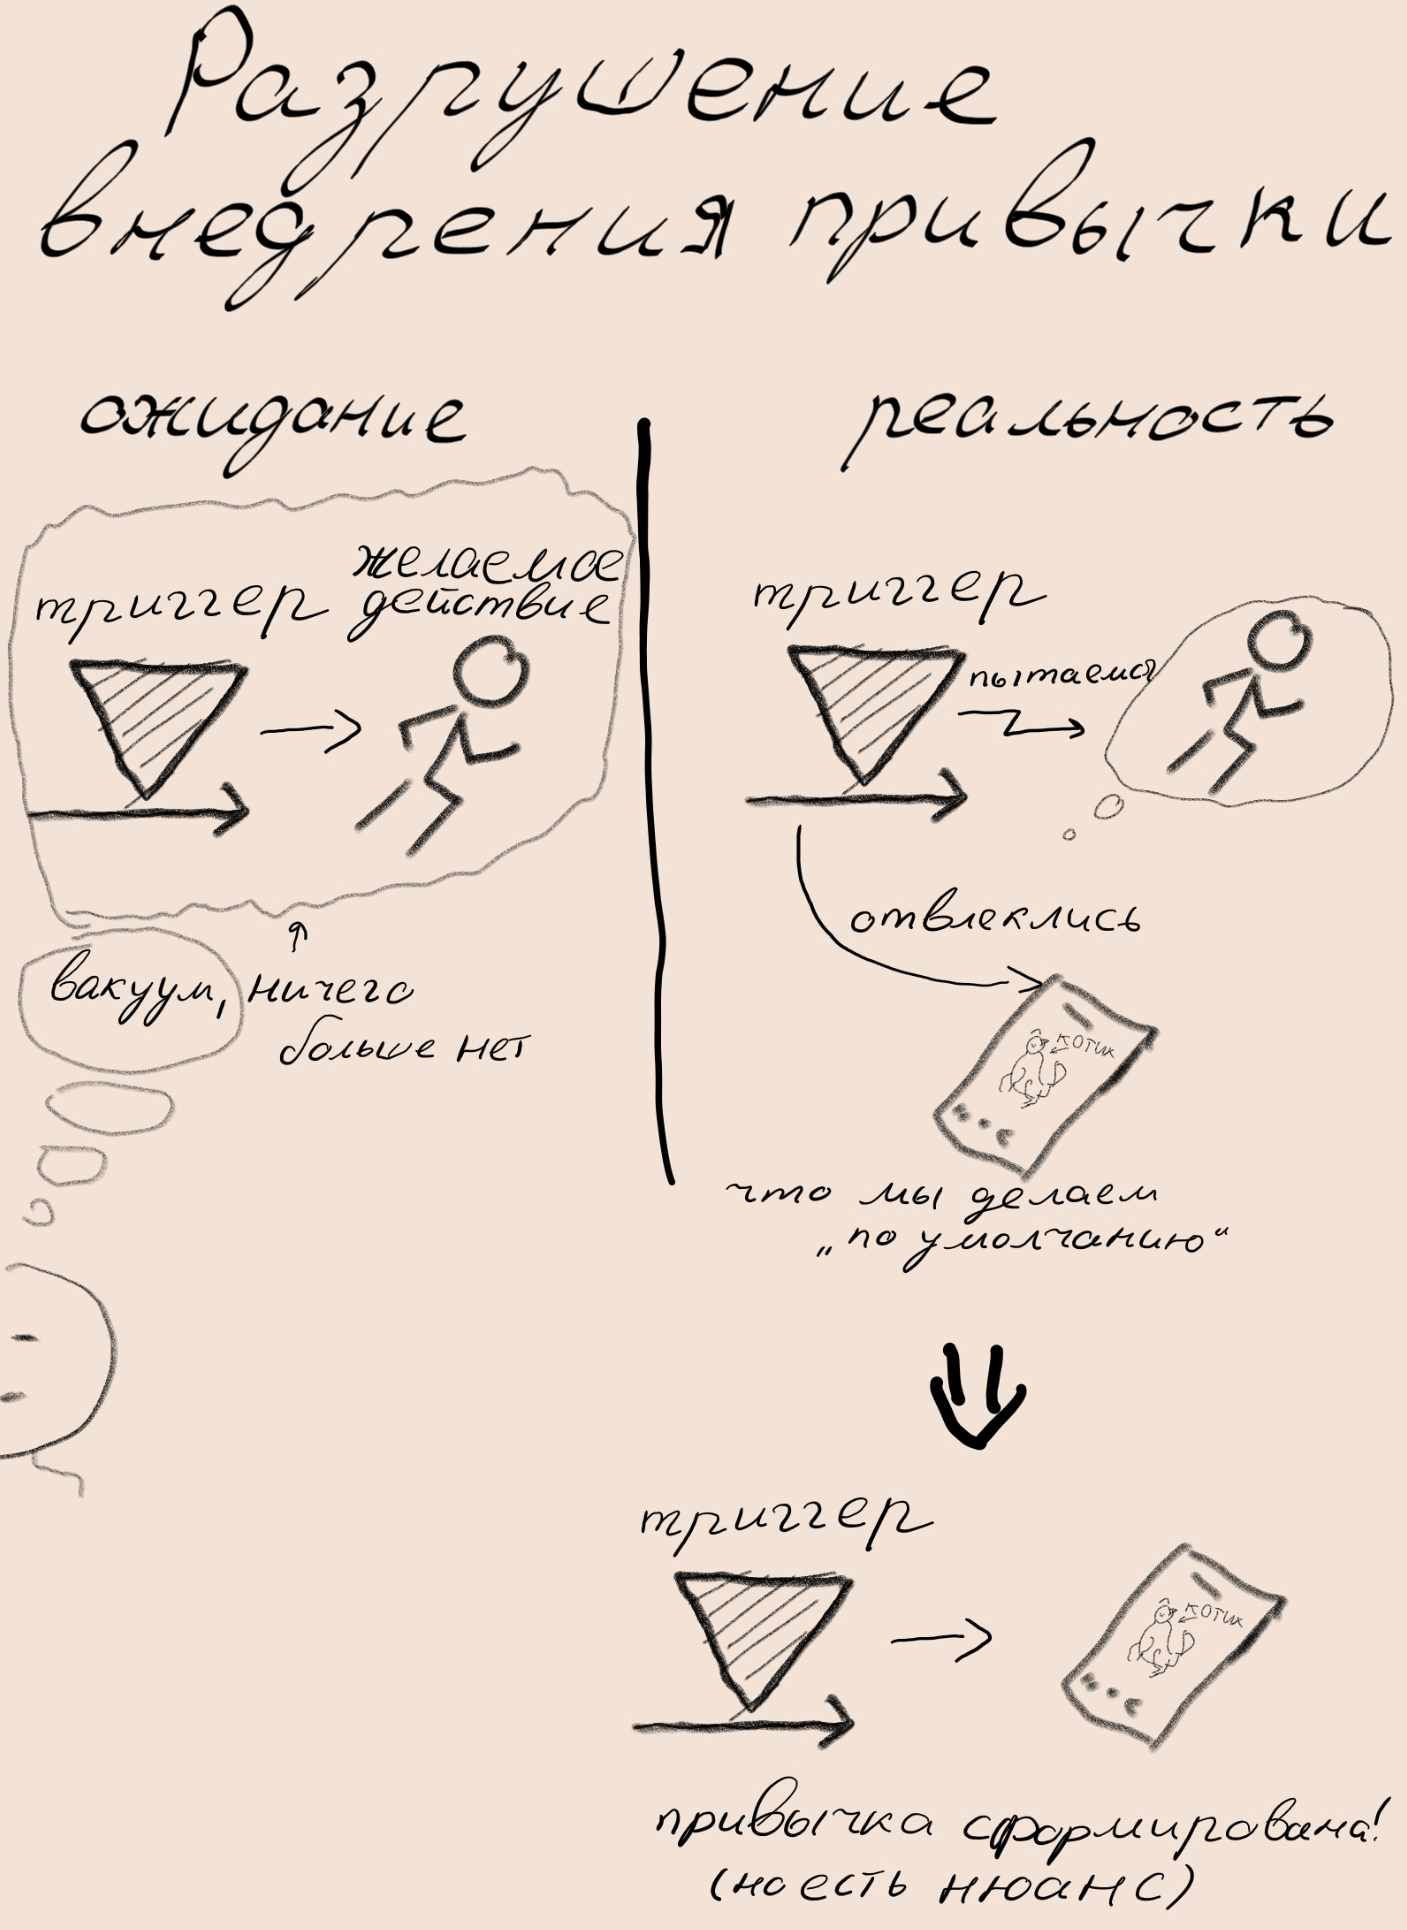 Разрушение
внедрения привычки
ожидание
триггер
желаемое
действие
вакуум, ничего
больше нет
реальность
триггер
пытаемся
отвлеклись
котик
что мы делаем
„по умолчанию“
триггер
котик
привычка сформирована!
(но есть нюанс)